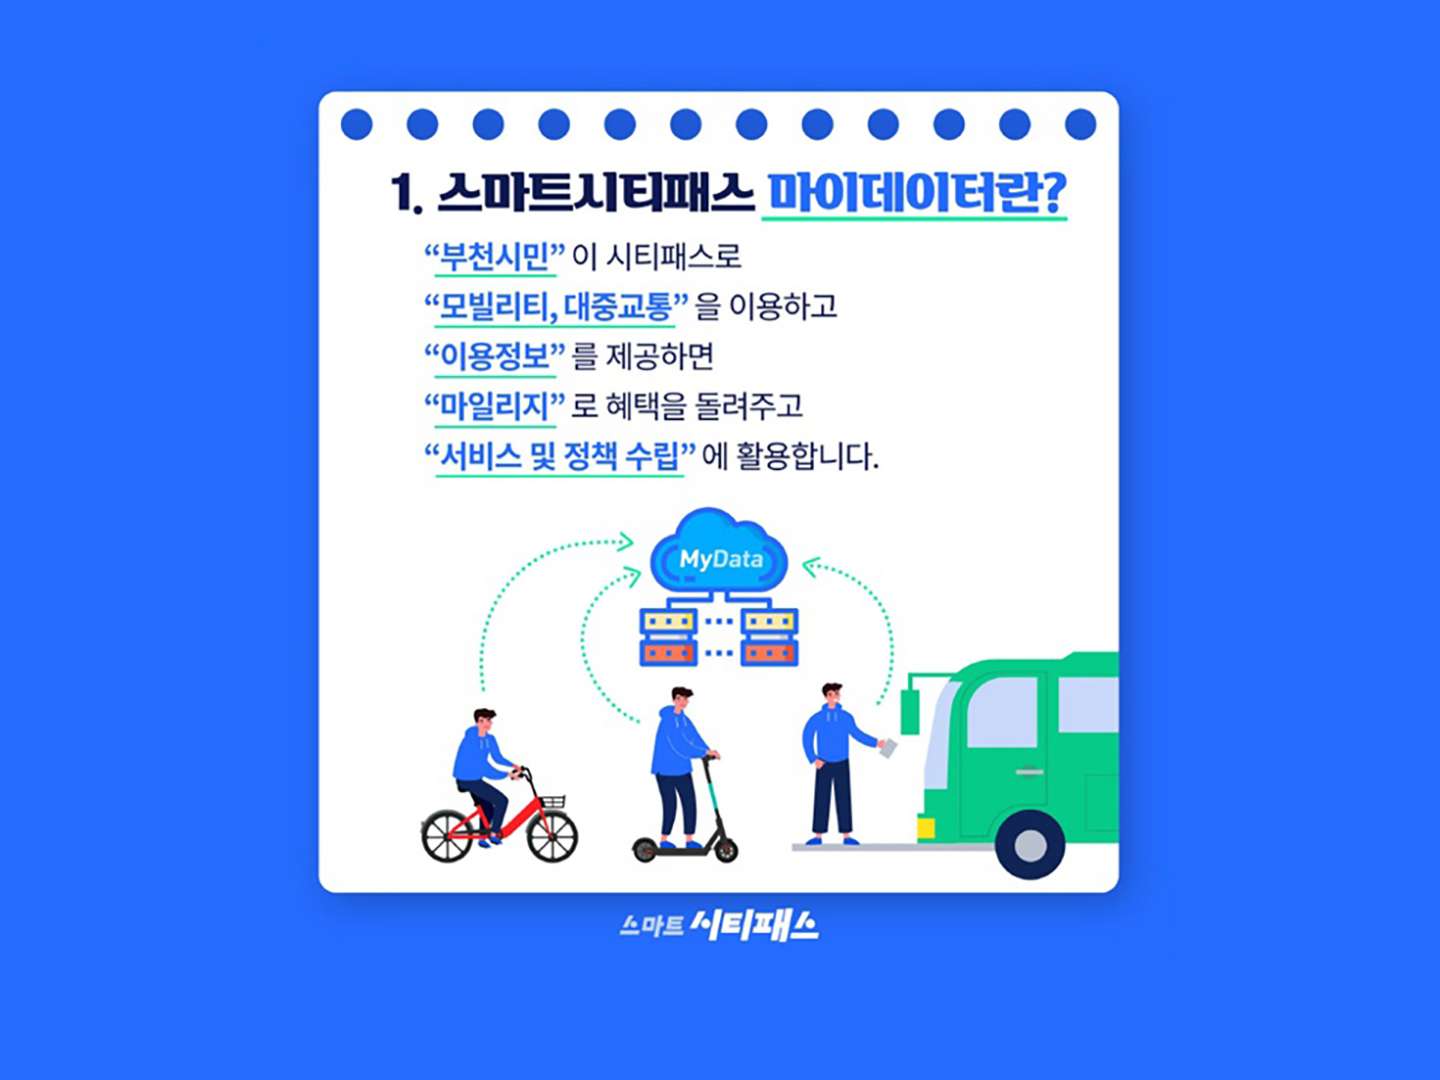 1. 스마트시티패스 마이데이터란?
“부천시민” 이 시티패스로
“모빌리티, 대중교통” 을 이용하고
“이용정보” 를 제공하면
“마일리지” 로 혜택을 돌려주고
“서비스 및 정책 수립” 에 활용합니다.
MyData
스마트 시티패스